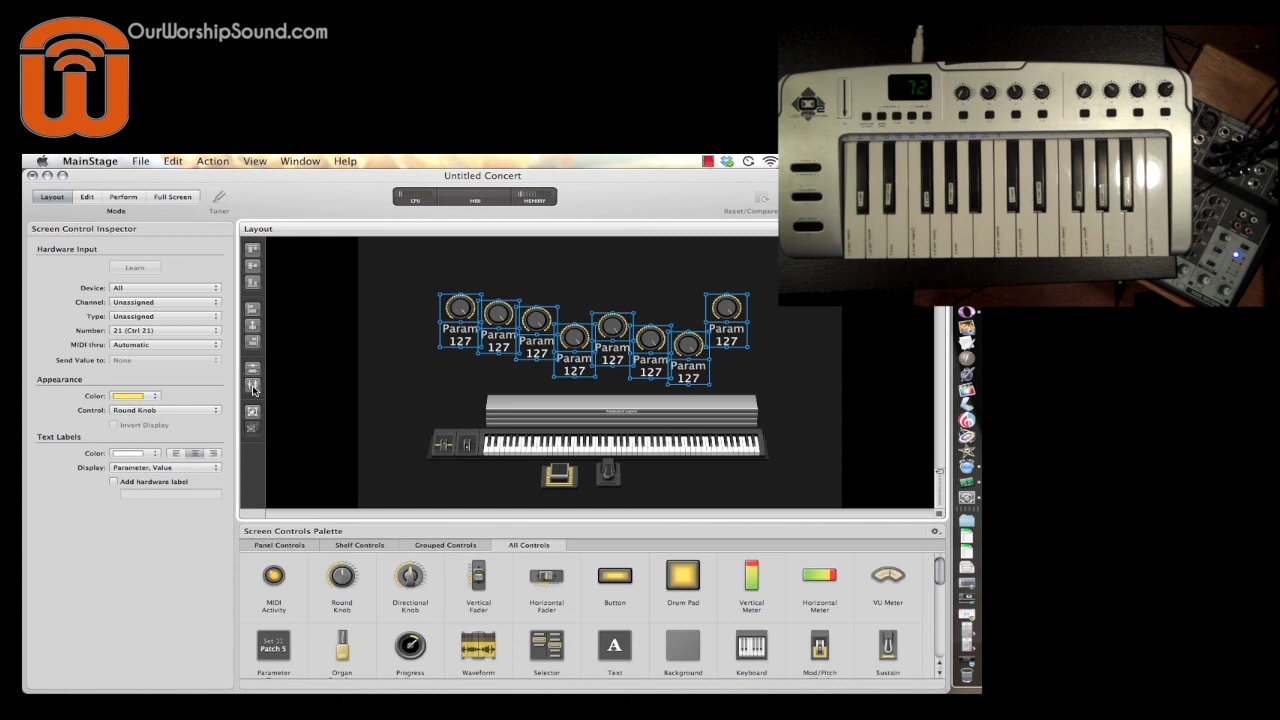 OurWorshipSound.com
72
MainStage File Edit Action View Window Help
Untitled Concert
Layout Edit Perform Full Screen
Mode
Tuner
CPU MIDI MEMORY
Reset/Compare
Screen Control Inspector
Layout
Hardware Input
Learn
Device: All
Channel: Unassigned
Type: Unassigned
Number: 21 (Ctrl 21)
MIDI thru: Automatic
Send Value to: None
Appearance
Color:
Control: Round Knob
Invert Display
Text Labels
Color:
Display: Parameter, Value
Add hardware label
Param 127
Param 127
Param 127
Param 127
Param 127
Param 127
Param 127
Param 127
Screen Controls Palette
Panel Controls Shelf Controls Grouped Controls All Controls
MIDI Activity
Round Knob
Directional Knob
Vertical Fader
Horizontal Fader
Button
Drum Pad
Vertical Meter
Horizontal Meter
VU Meter
Set 11
Patch 5
A
Parameter
Organ
Progress
Waveform
Selector
Text
Background
Keyboard
Mod/Pitch
Sustain